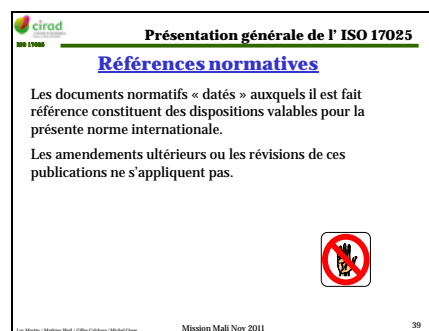 cirad
ISO 17025
Présentation générale de l' ISO 17025
Références normatives
Les documents normatifs « datés » auxquels il est fait
référence constituent des dispositions valables pour la
présente norme internationale.
Les amendements ultérieurs ou les révisions de ces
publications ne s'appliquent pas.
Mission Mali Nov 2011
39